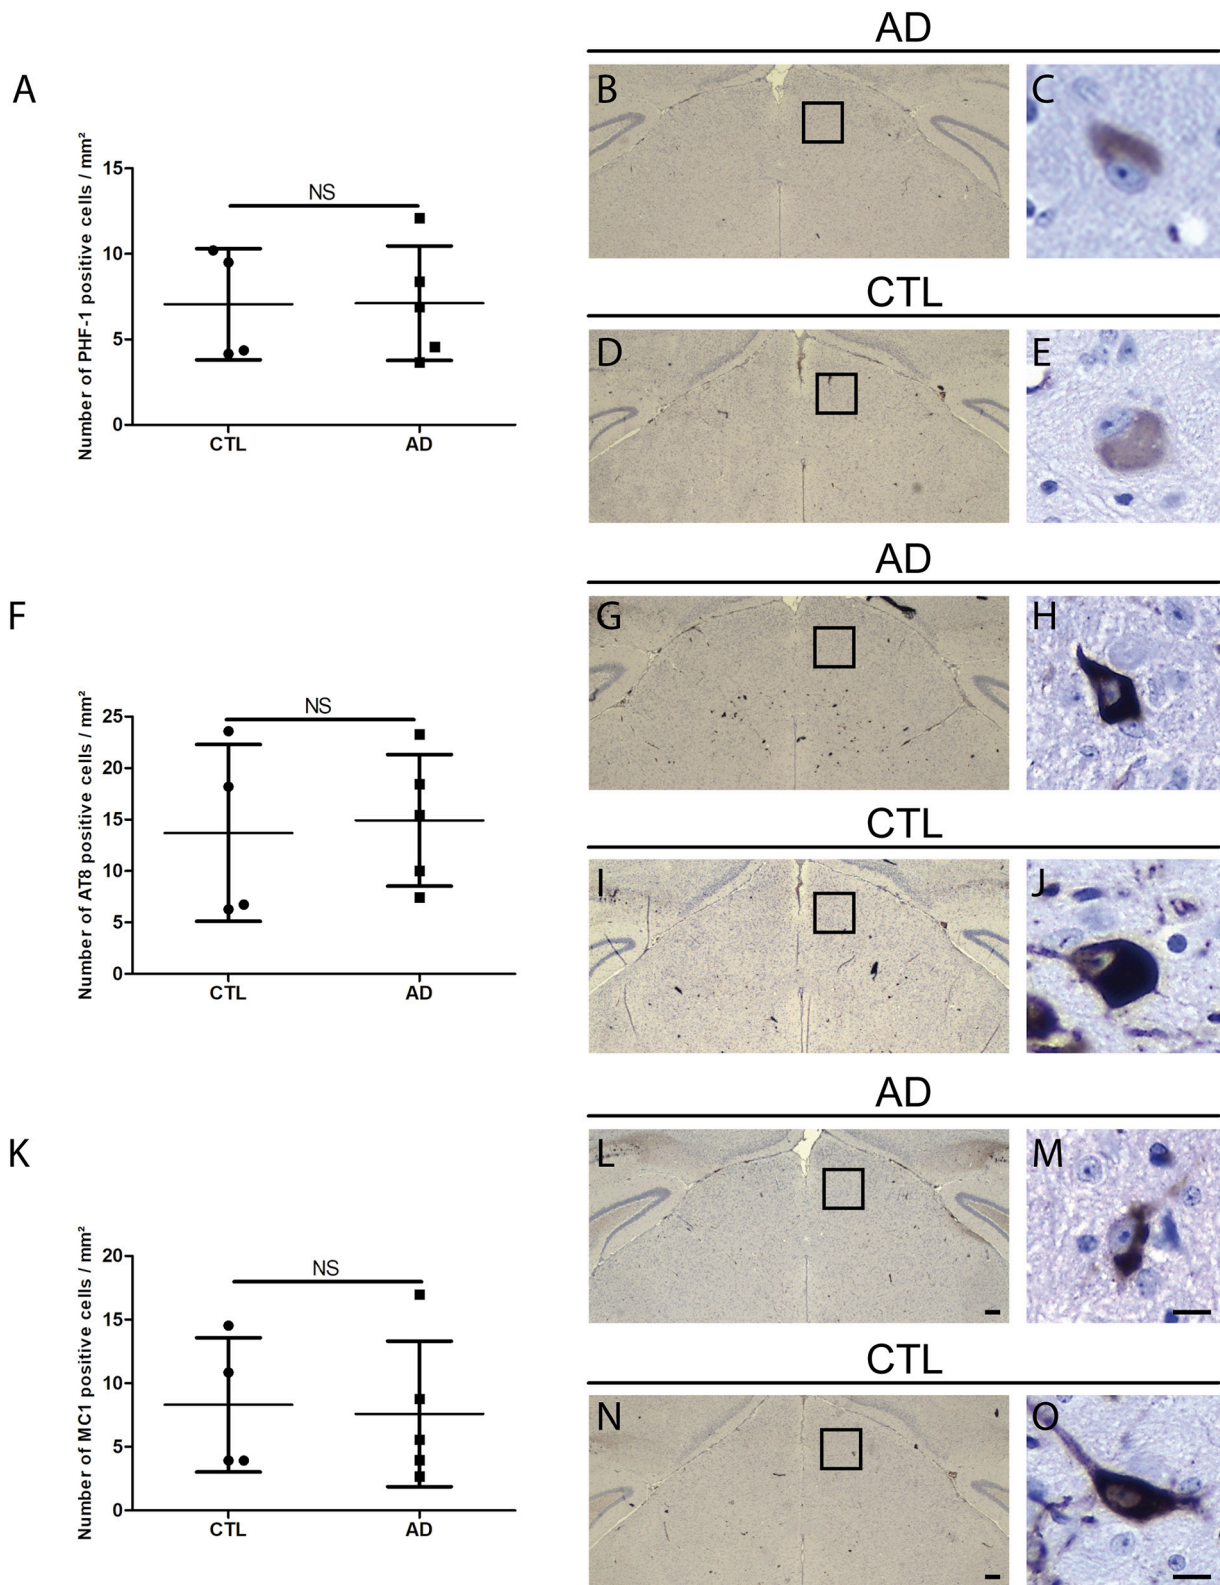 AD
A
B
C
Number of PHF-1 positive cells / mm²
15
10
5
0
NS
CTL
AD
CTL
D
E
AD
F
G
H
Number of AT8 positive cells / mm²
25
20
15
10
5
0
NS
CTL
AD
CTL
I
J
AD
K
L
M
Number of MC1 positive cells / mm²
20
15
10
5
0
NS
CTL
AD
CTL
N
O